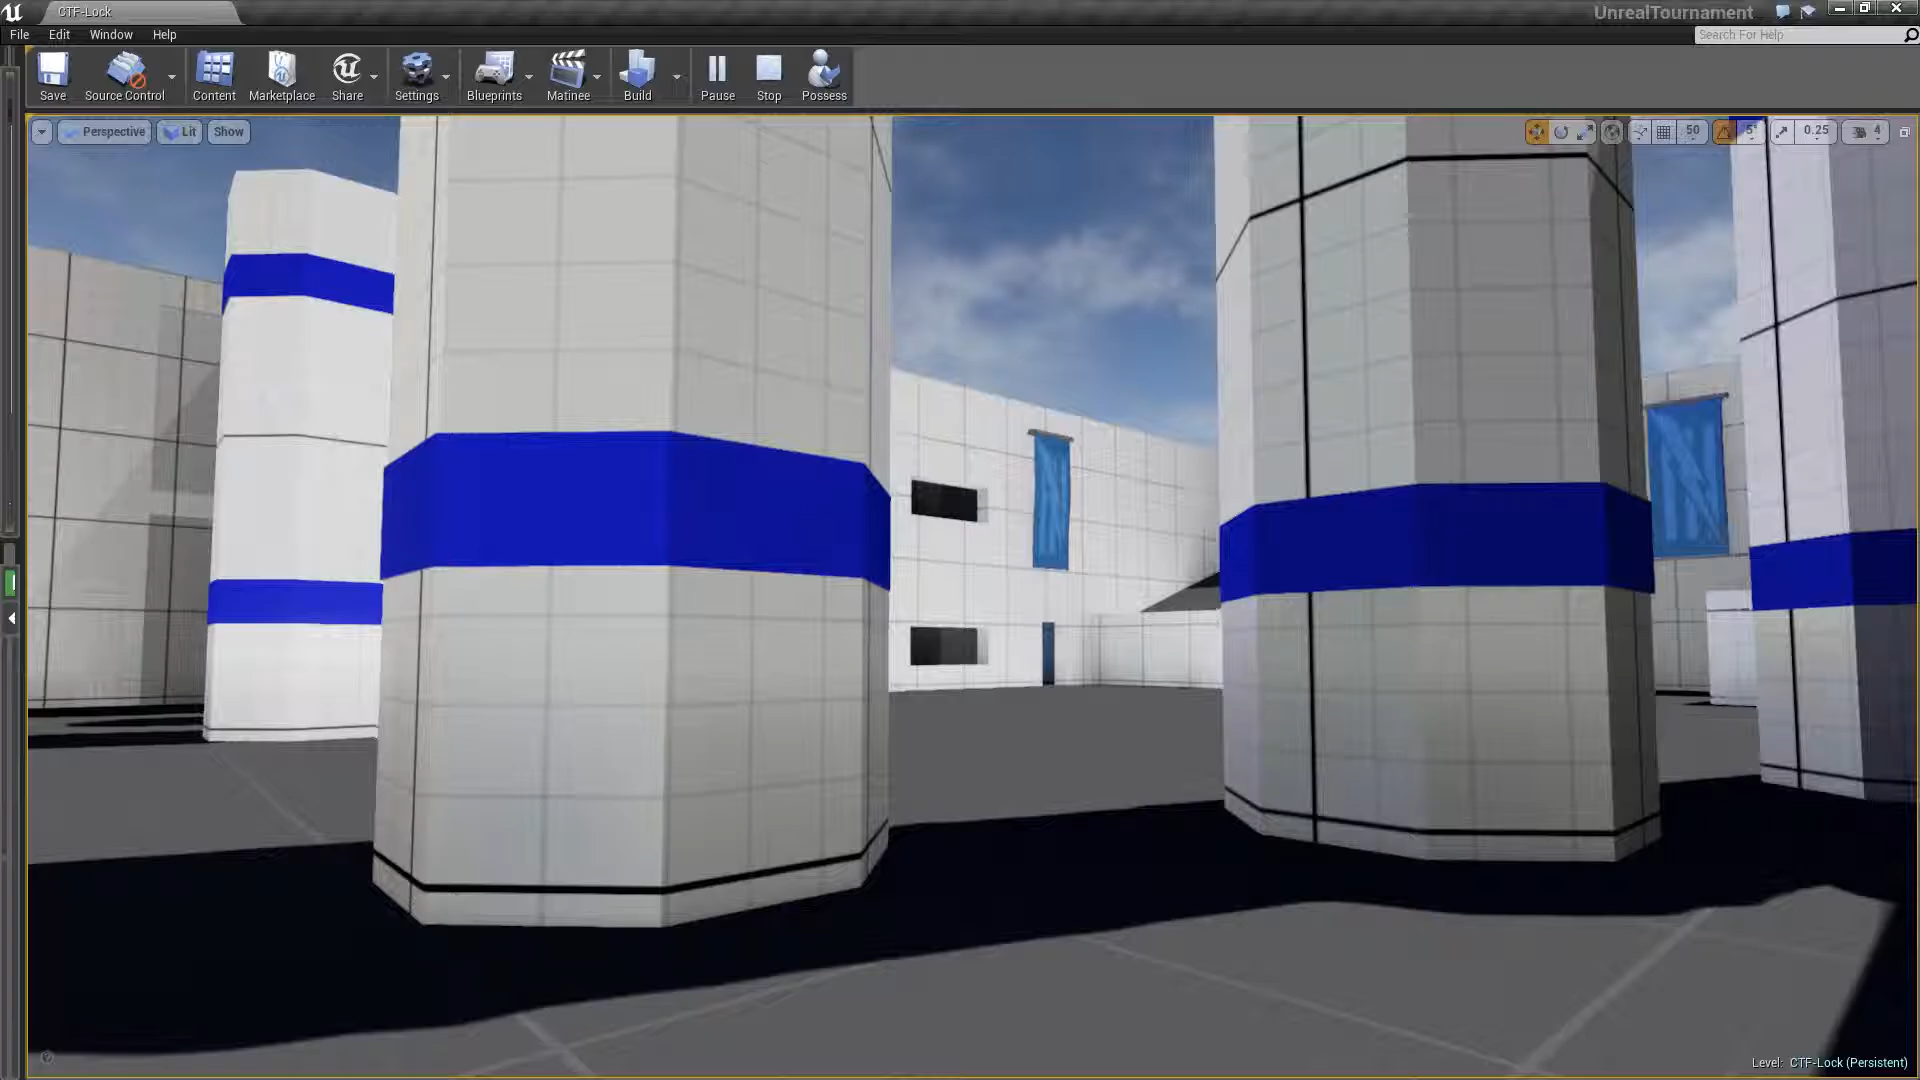 CTF-Lock
UnrealTournament
File Edit Window Help
Search For Help
Save Source Control Content Marketplace Share Settings Blueprints Matinee Build Pause Stop Possess
Perspective Lit Show 50 5° 0.25 4
Level: CTF-Lock (Persistent)